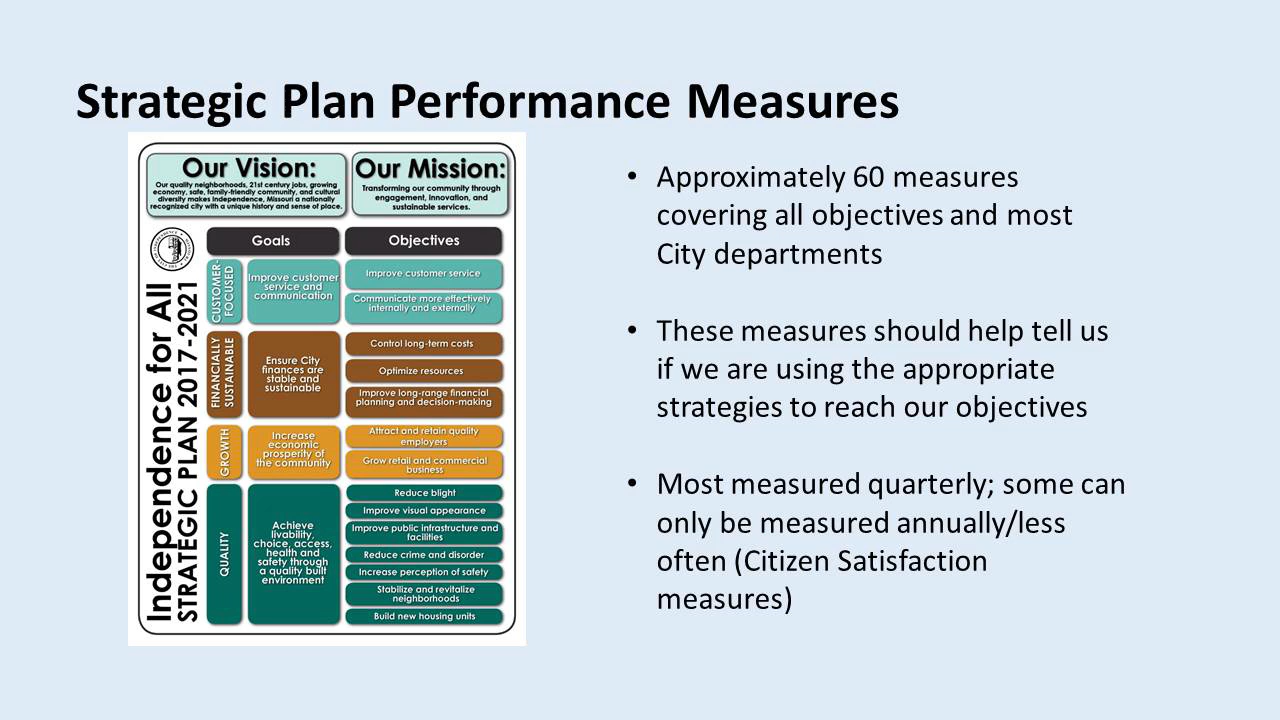 Strategic Plan Performance Measures
Our Vision:
Our quality neighborhoods, 21st century jobs, growing
economy, safe, family-friendly community, and cultural
diversity makes Independence, Missouri a nationally
recognized city with a unique history and sense of place.
Our Mission:
Transforming our community through
engagement, innovation, and
sustainable services.
Independence for All
STRATEGIC PLAN 2017-2021
Goals
Objectives
CUSTOMER-
FOCUSED
Improve customer
service and
communication
Improve customer service
Communicate more effectively
internally and externally
FINANCIALLY
SUSTAINABLE
Ensure City
finances are
stable and
sustainable
Control long-term costs
Optimize resources
Improve long-range financial
planning and decision-making
GROWTH
Increase
economic
prosperity of
the community
Attract and retain quality
employers
Grow retail and commercial
business
QUALITY
Achieve
livability,
choice, access,
health and
safety through
a quality built
environment
Reduce blight
Improve visual appearance
Improve public infrastructure and
facilities
Reduce crime and disorder
Increase perception of safety
Stabilize and revitalize
neighborhoods
Build new housing units
• Approximately 60 measures
covering all objectives and most
City departments
• These measures should help tell us
if we are using the appropriate
strategies to reach our objectives
• Most measured quarterly; some can
only be measured annually/less
often (Citizen Satisfaction
measures)